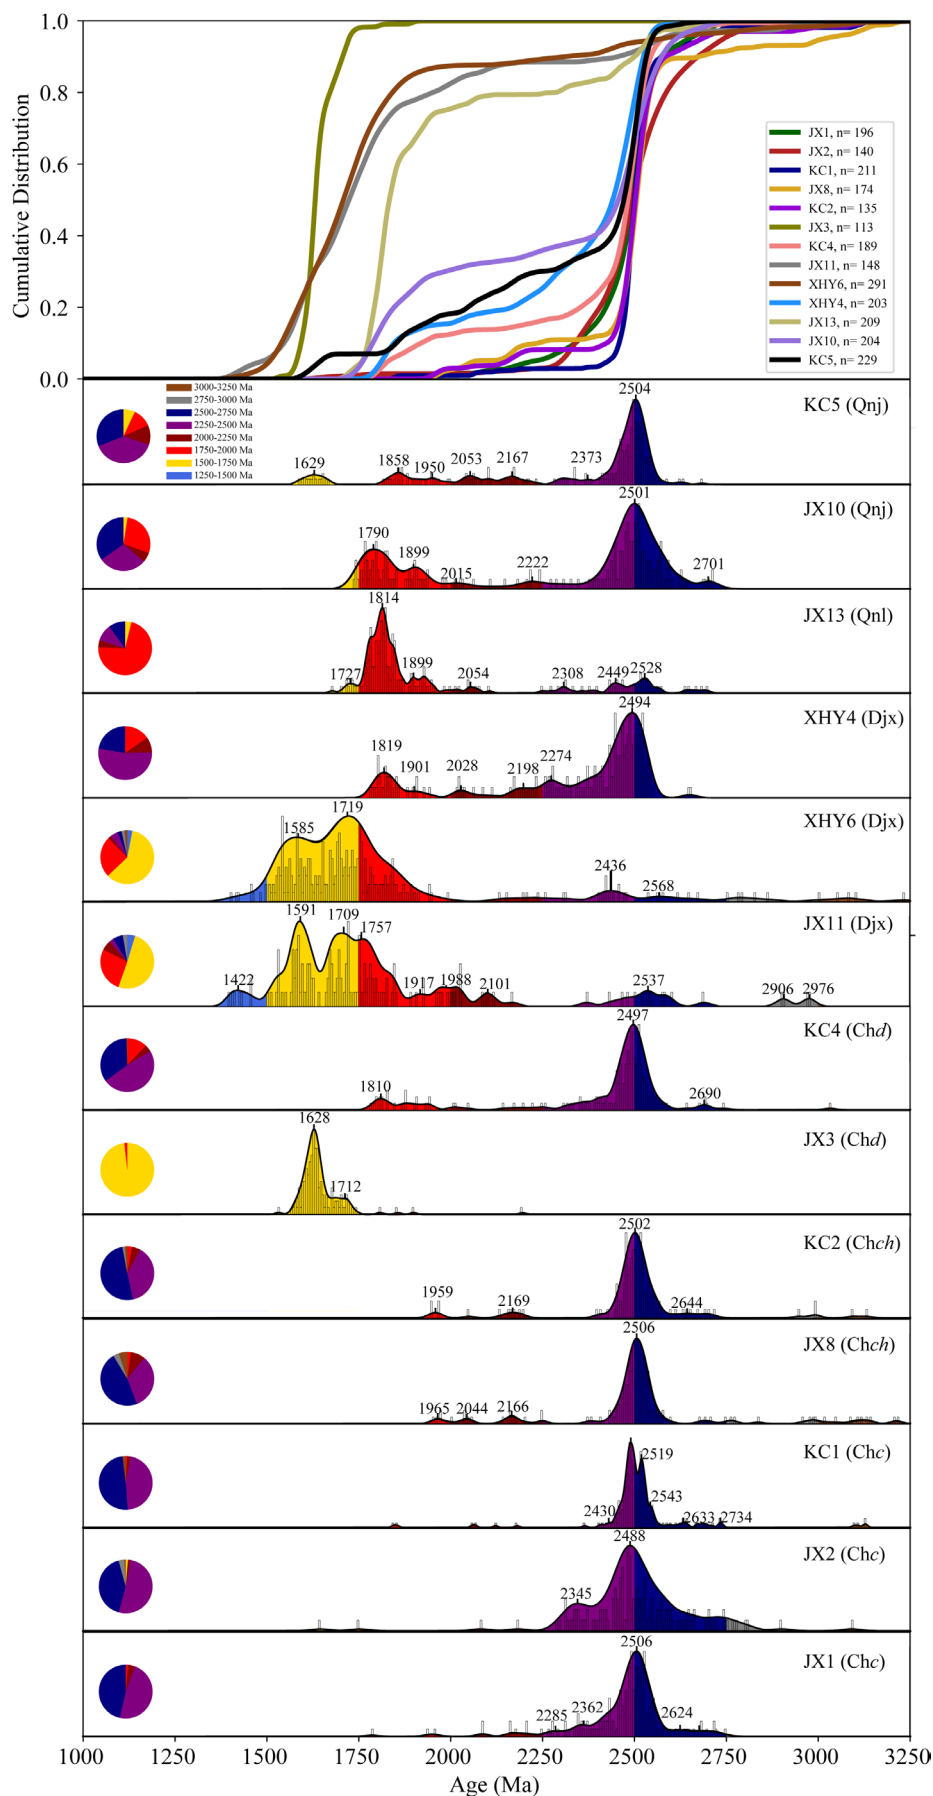 1.0
0.8
0.6
0.4
0.2
0.0
Cumulative Distribution
JX1, n= 196
JX2, n= 140
KC1, n= 211
JX8, n= 174
KC2, n= 135
JX3, n= 113
KC4, n= 189
JX11, n= 148
XHY6, n= 291
XHY4, n= 203
JX13, n= 209
JX10, n= 204
KC5, n= 229
3000-3250 Ma
2750-3000 Ma
2500-2750 Ma
2250-2500 Ma
2000-2250 Ma
1750-2000 Ma
1500-1750 Ma
1250-1500 Ma
KC5 (Qnj)
1629 1858 1950 2053 2167 2373 2504
JX10 (Qnj)
1790 1899 2015 2222 2501 2701
JX13 (Qnl)
1727 1814 1899 2054 2308 2449 2528
XHY4 (Djx)
1819 1901 2028 2198 2274 2494
XHY6 (Djx)
1585 1719 2436 2568
JX11 (Djx)
1422 1591 1709 1757 1917 1988 2101 2537 2906 2976
KC4 (Chd)
1810 2497 2690
JX3 (Chd)
1628 1712
KC2 (Chch)
1959 2169 2502 2644
JX8 (Chch)
1965 2044 2166 2506
KC1 (Chc)
2430 2519 2543 2633 2734
JX2 (Chc)
2345 2488
JX1 (Chc)
2285 2362 2506 2624
1000 1250 1500 1750 2000 2250 2500 2750 3000 3250
Age (Ma)